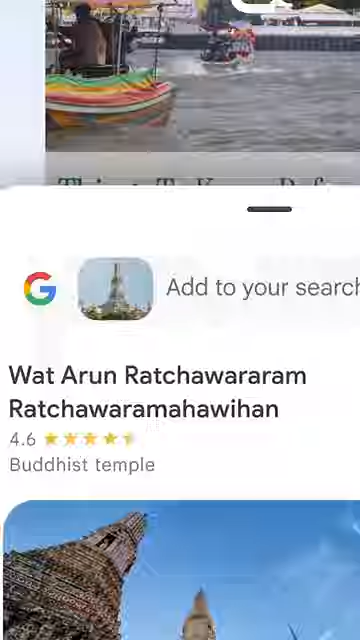 Add to your search
Wat Arun Ratchawararam
Ratchawaramahawihan
4.6
Buddhist temple